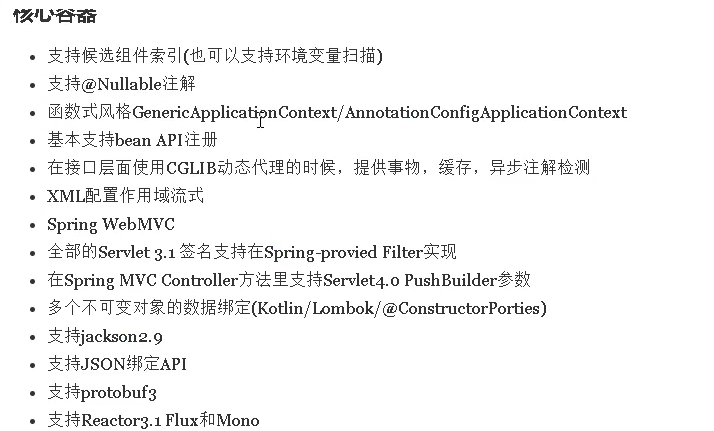 核心容器
支持候选组件索引(也可以支持环境变量扫描)
支持@Nullable注解
函数式风格GenericApplicationContext/AnnotationConfigApplicationContext
基本支持bean API注册
在接口层面使用CGLIB动态代理的时候，提供事物，缓存，异步注解检测
XML配置作用域流式
Spring WebMVC
全部的Servlet 3.1 签名支持在Spring-provied Filter实现
在Spring MVC Controller方法里支持Servlet4.0 PushBuilder参数
多个不可变对象的数据绑定(Kotlin/Lombok/@ConstructorPorties)
支持jackson2.9
支持JSON绑定API
支持protobuf3
支持Reactor3.1 Flux和Mono